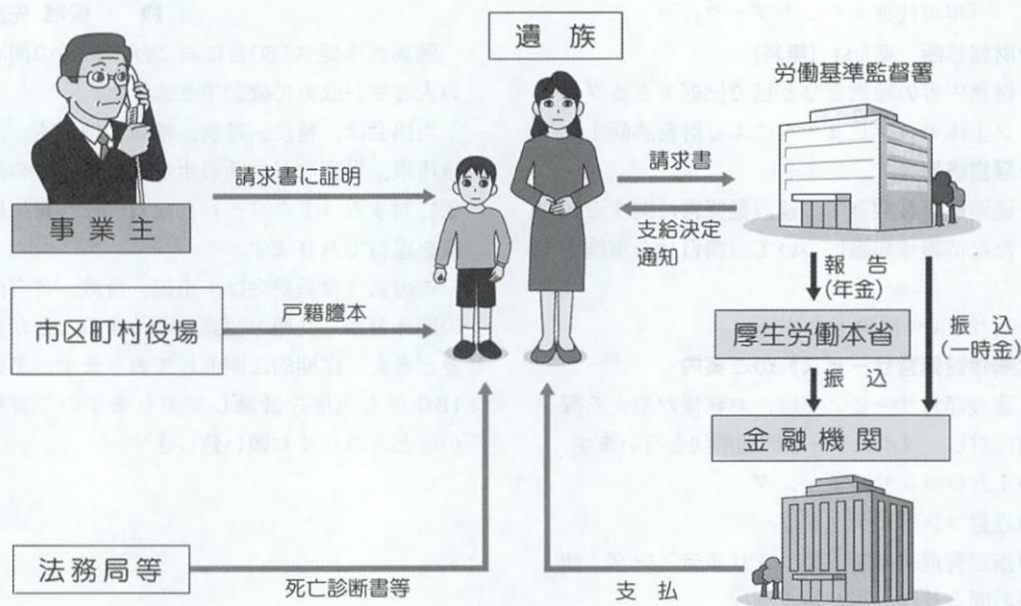 遺族
労働基準監督署
事業主
請求書に証明
請求書
支給決定
通知
市区町村役場
戸籍謄本
報告
(年金)
厚生労働本省
振込
(一時金)
振込
金融機関
法務局等
死亡診断書等
支払